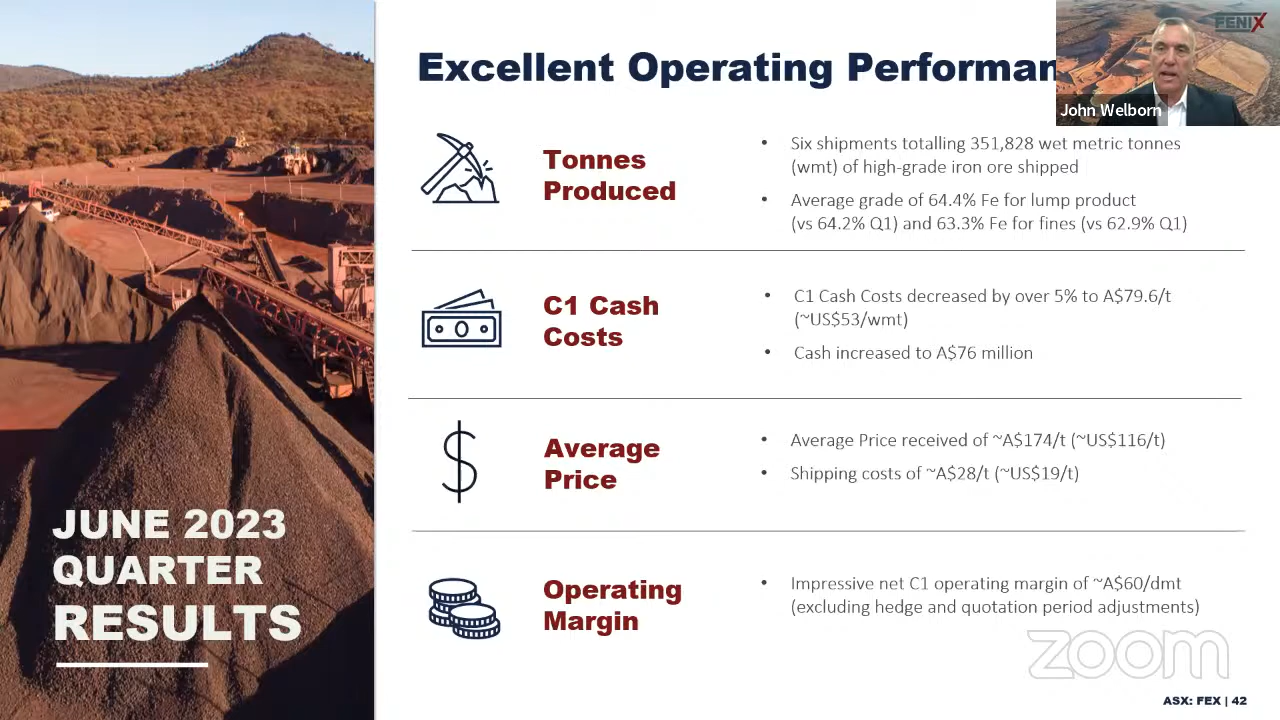 Excellent Operating Performan
FENIX
John Welborn
Tonnes
Produced
• Six shipments totalling 351,828 wet metric tonnes
(wmt) of high-grade iron ore shipped
• Average grade of 64.4% Fe for lump product
(vs 64.2% Q1) and 63.3% Fe for fines (vs 62.9% Q1)
C1 Cash
Costs
• C1 Cash Costs decreased by over 5% to A$79.6/t
(~US$53/wmt)
• Cash increased to A$76 million
Average
Price
• Average Price received of ~A$174/t (~US$116/t)
• Shipping costs of ~A$28/t (~US$19/t)
Operating
Margin
• Impressive net C1 operating margin of ~A$60/dmt
(excluding hedge and quotation period adjustments)
JUNE 2023
QUARTER
RESULTS
zoom
ASX: FEX | 42